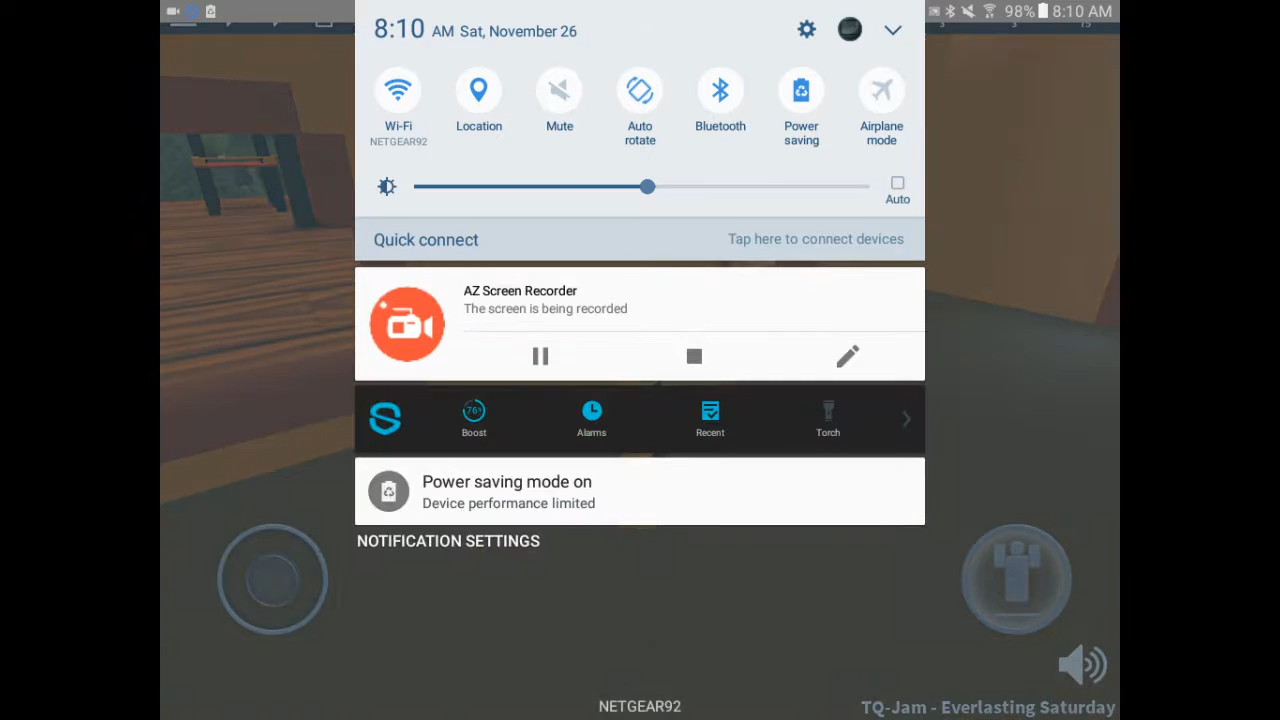 8:10 AM Sat, November 26
98% 8:10 AM
Wi-Fi
NETGEAR92
Location
Mute
Auto
rotate
Bluetooth
Power
saving
Airplane
mode
Auto
Quick connect
Tap here to connect devices
AZ Screen Recorder
The screen is being recorded
76%
Boost
Alarms
Recent
Torch
Power saving mode on
Device performance limited
NOTIFICATION SETTINGS
NETGEAR92
TQ-Jam - Everlasting Saturday